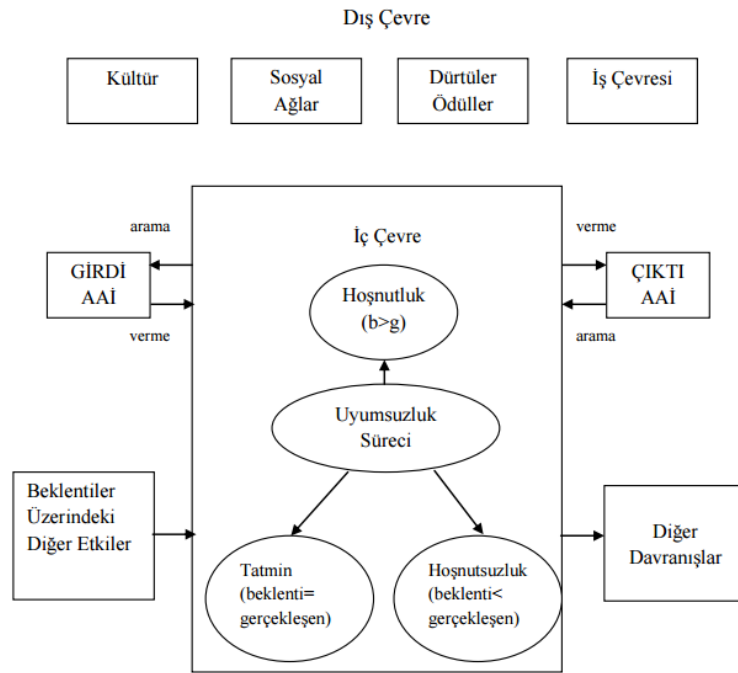 Dış Çevre
Kültür
Sosyal
Ağlar
Dürtüler
Ödüller
İş Çevresi
arama
GİRDİ
AAİ
verme
İç Çevre
Hoşnutluk
(b>g)
verme
ÇIKTI
AAİ
arama
Uyumsuzluk
Süreci
Beklentiler
Üzerindeki
Diğer Etkiler
Tatmin
(beklenti=
gerçekleşen)
Hoşnutsuzluk
(beklenti<
gerçekleşen)
Diğer
Davranışlar